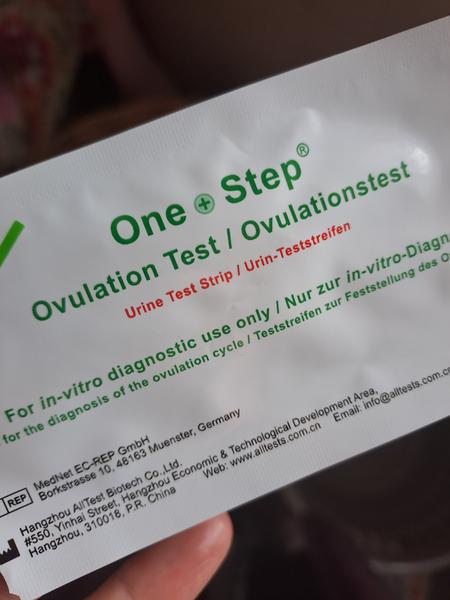 One + Step®
Ovulation Test / Ovulationstest
Urine Test Strip / Urin-Teststreifen
For in-vitro diagnostic use only / Nur zur in-vitro-Diagn
for the diagnosis of the ovulation cycle / Teststreifen zur Feststellung des O
REP
MedNet EC-REP GmbH
Borkstrasse 10, 48163 Muenster, Germany
Hangzhou AllTest Biotech Co.,Ltd.
#550, Yinhai Street, Hangzhou Economic & Technological Development Area,
Hangzhou, 310018, P.R. China Web: www.alltests.com.cn Email: info@alltests.com.c